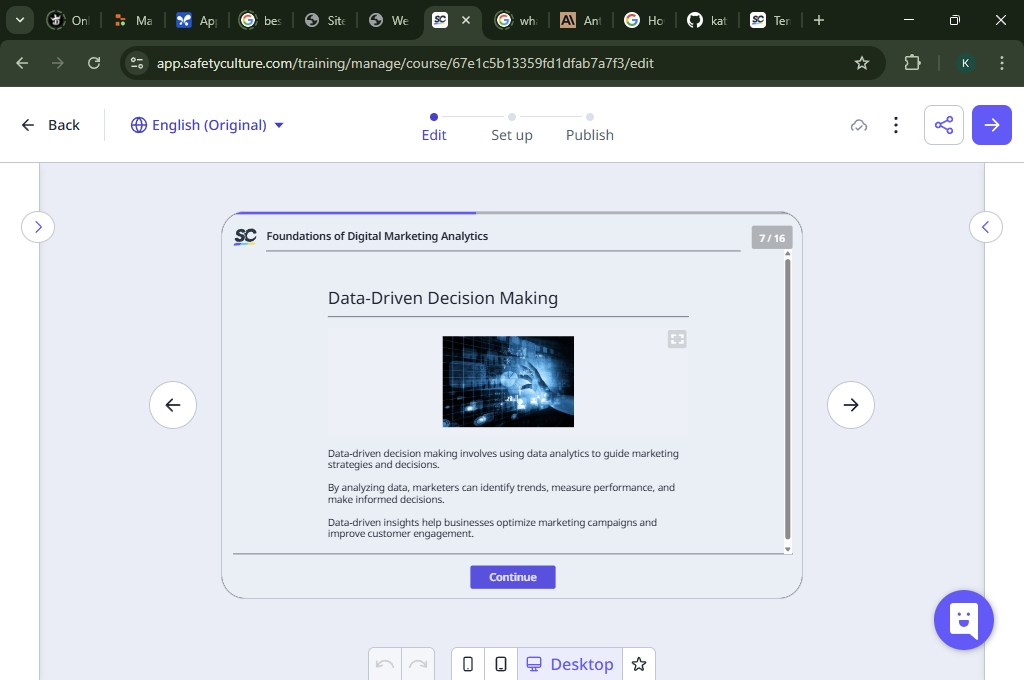 Onl
Ma
App
bes
Site
We
wha
Ant
Ho
kat
Ter
app.safetyculture.com/training/manage/course/67e1c5b13359fd1dfab7a7f3/edit
K
Back
English (Original)
Edit
Set up
Publish
SC
Foundations of Digital Marketing Analytics
7 / 16
Data-Driven Decision Making
Data-driven decision making involves using data analytics to guide marketing
strategies and decisions.
By analyzing data, marketers can identify trends, measure performance, and
make informed decisions.
Data-driven insights help businesses optimize marketing campaigns and
improve customer engagement.
Continue
Desktop